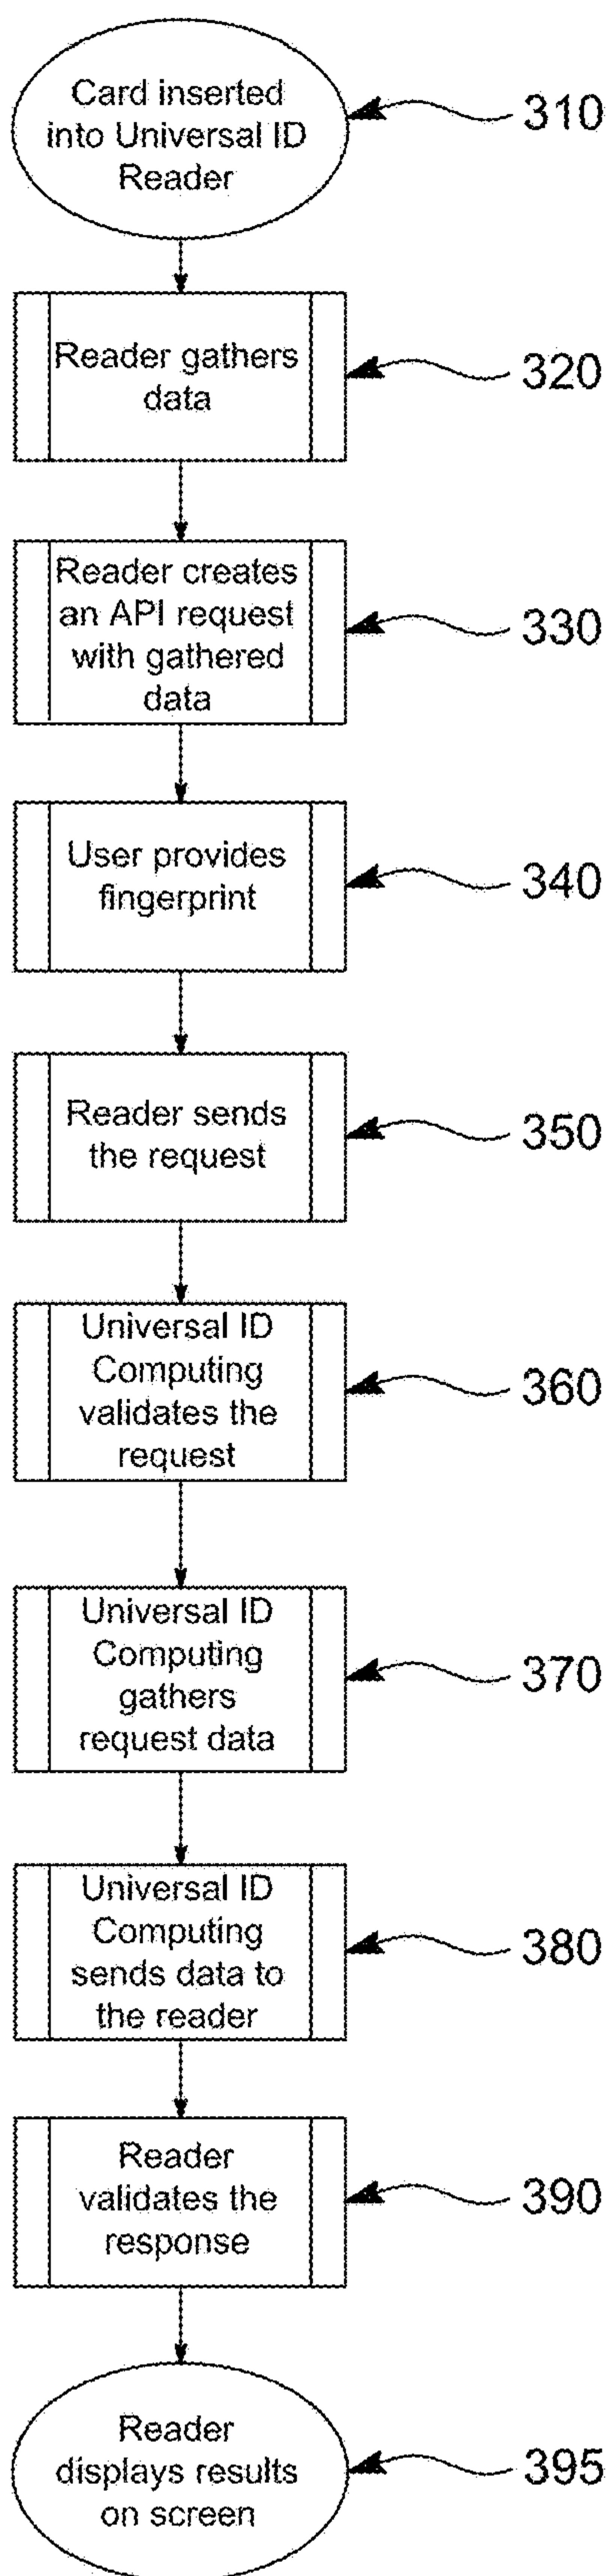 Card inserted
into Universal ID
Reader
310
Reader gathers
data
320
Reader creates
an API request
with gathered
data
330
User provides
fingerprint
340
Reader sends
the request
350
Universal ID
Computing
validates the
request
360
Universal ID
Computing
gathers
request data
370
Universal ID
Computing
sends data to
the reader
380
Reader
validates the
response
390
Reader
displays results
on screen
395